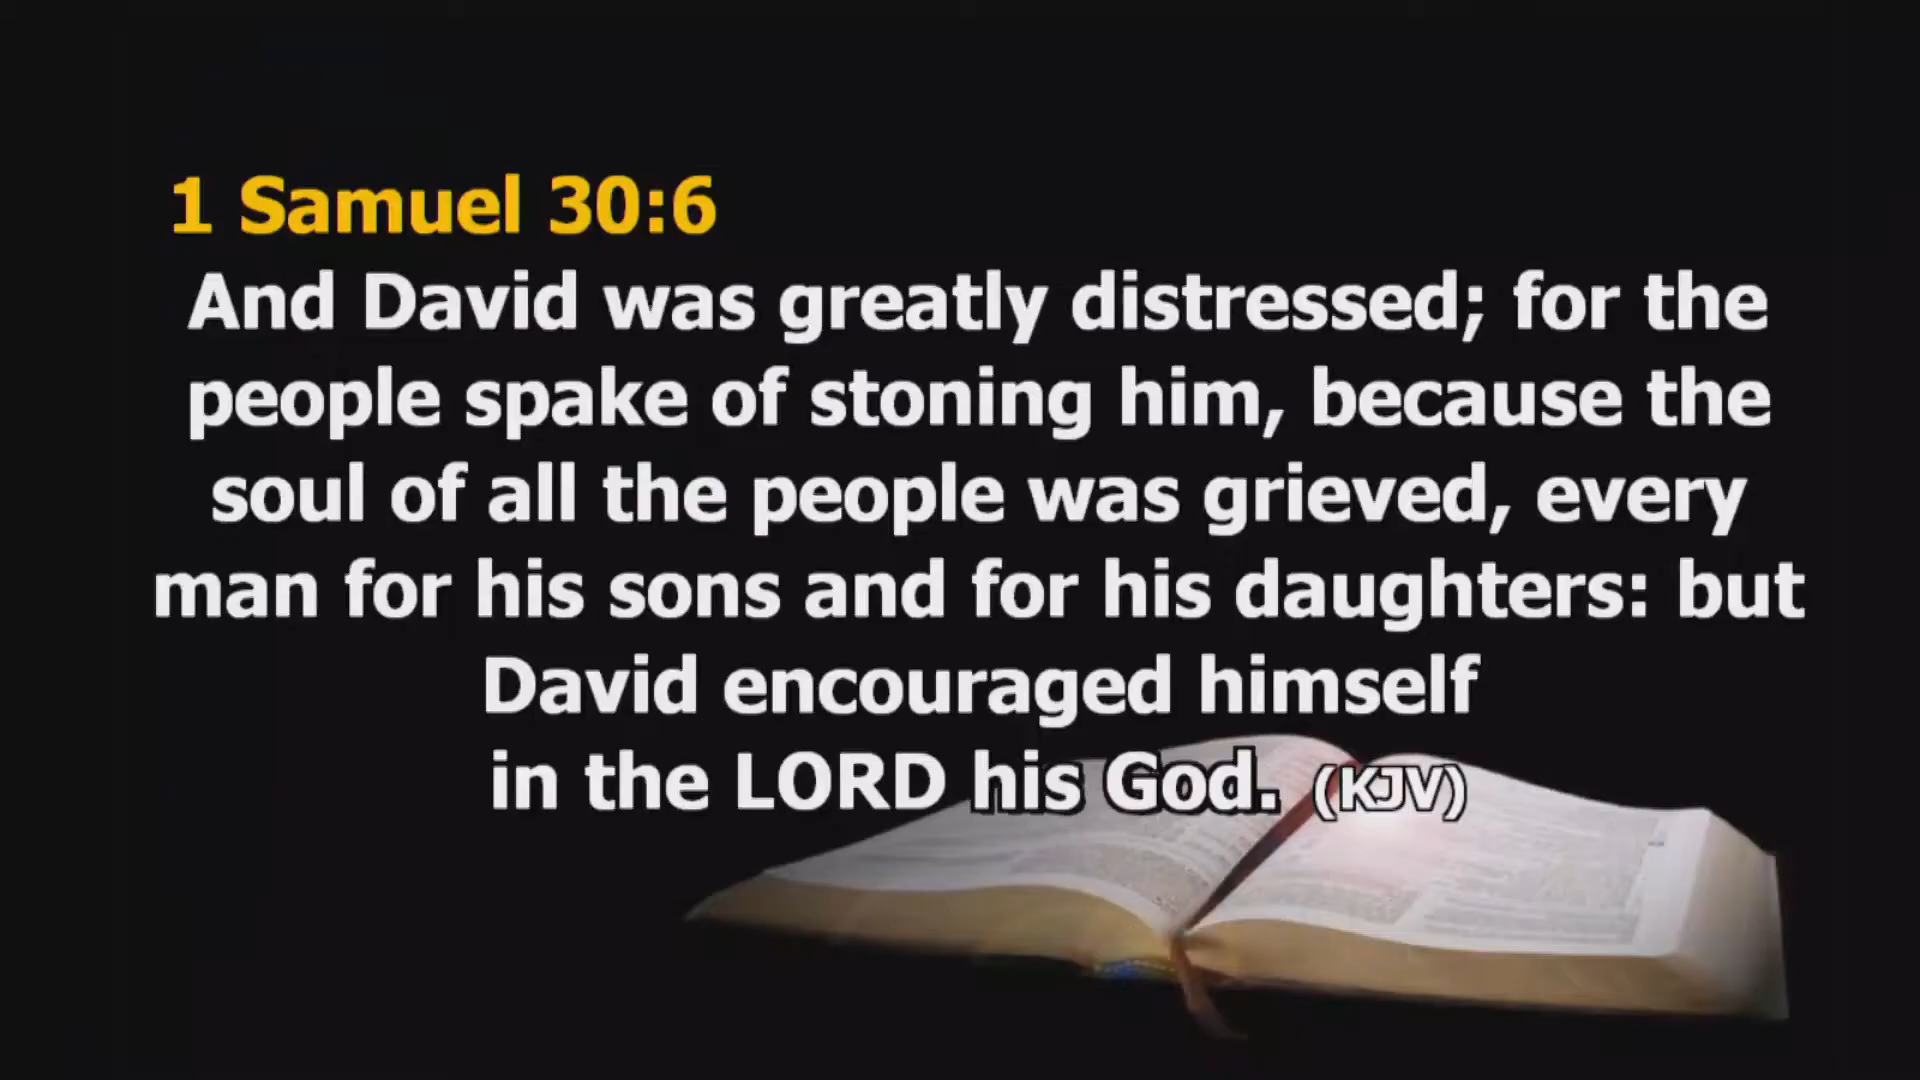 1 Samuel 30:6
And David was greatly distressed; for the
people spake of stoning him, because the
soul of all the people was grieved, every
man for his sons and for his daughters: but
David encouraged himself
in the LORD his God. (KJV)